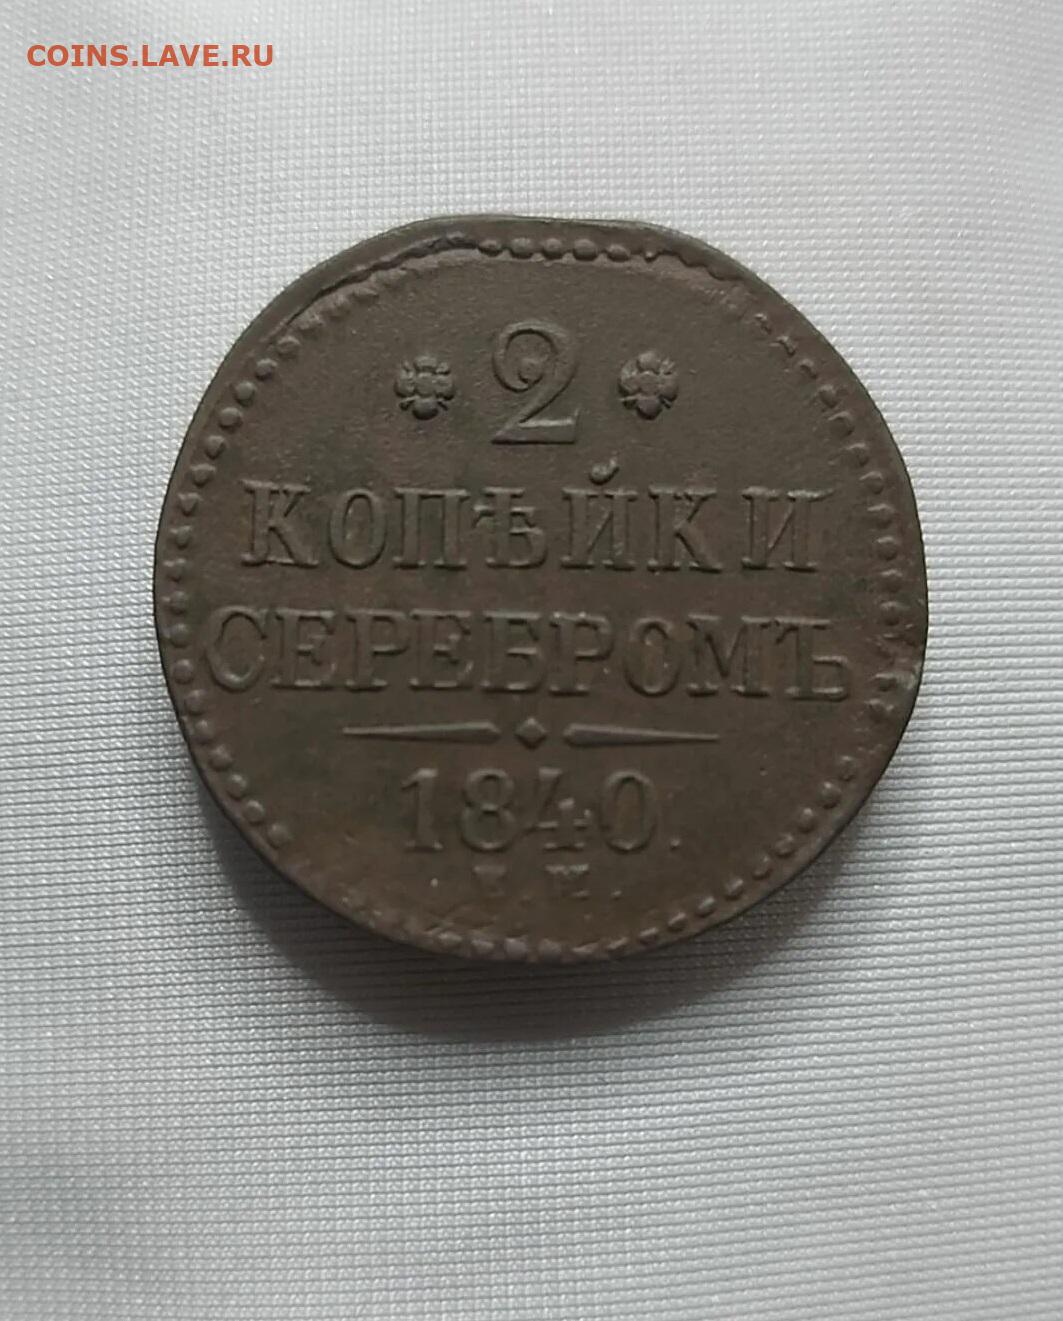 COINS.LAVE.RU
2
КОПѢЙКИ
СЕРЕБРОМЪ
1840.